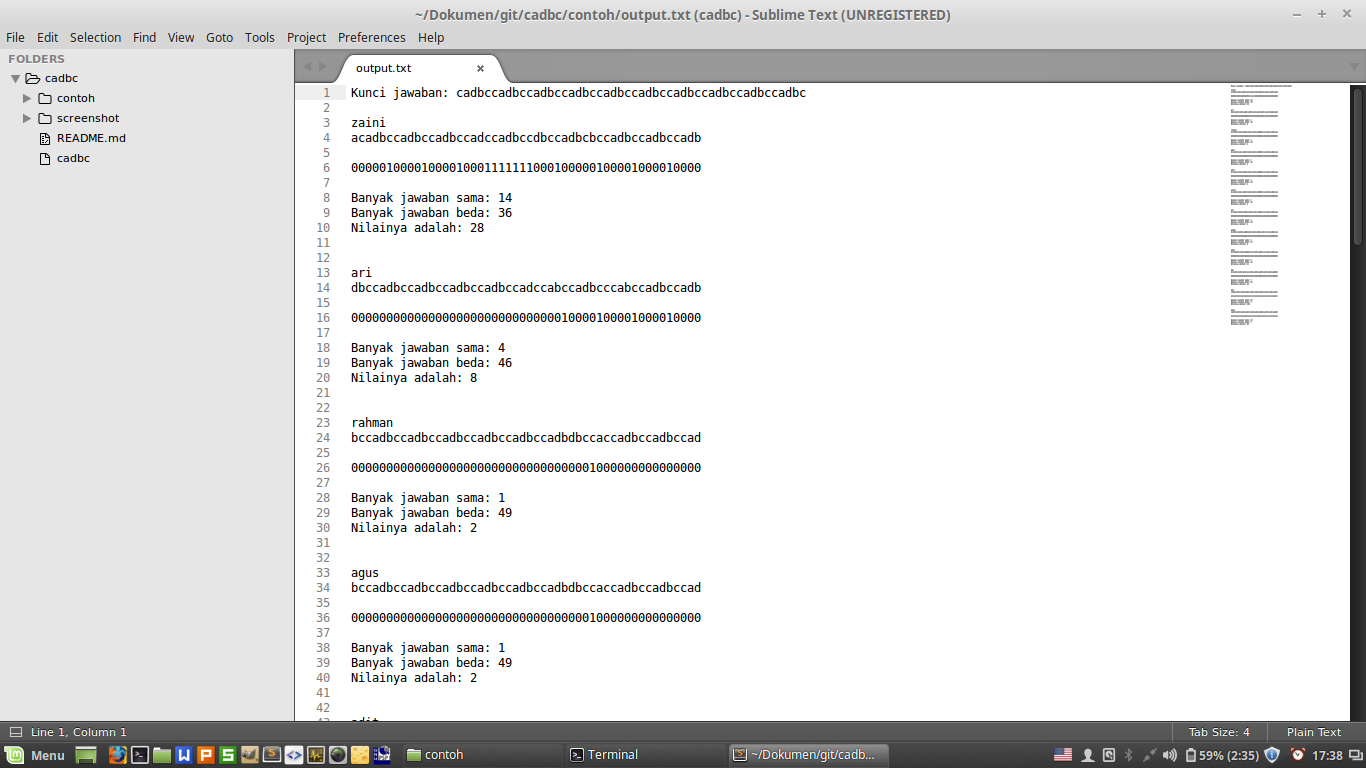 ~/Dokumen/git/cadbc/contoh/output.txt (cadbc) - Sublime Text (UNREGISTERED)
File Edit Selection Find View Goto Tools Project Preferences Help
FOLDERS
cadbc
contoh
screenshot
README.md
cadbc
output.txt
1 Kunci jawaban: cadbccadbccadbccadbccadbccadbccadbccadbccadbccadbc
2
3 zaini
4 acadbccadbccadbccadccadbccdbccadbcbccadbccadbccadb
5
6 00000100001000010001111111000100000100001000010000
7
8 Banyak jawaban sama: 14
9 Banyak jawaban beda: 36
10 Nilainya adalah: 28
11
12
13 ari
14 dbccadbccadbccadbccadbccadccabccadbcccabccadbccadb
15
16 00000000000000000000000000000010000100001000010000
17
18 Banyak jawaban sama: 4
19 Banyak jawaban beda: 46
20 Nilainya adalah: 8
21
22
23 rahman
24 bccadbccadbccadbccadbccadbccadbdbccaccadbccadbccad
25
26 00000000000000000000000000000000001000000000000000
27
28 Banyak jawaban sama: 1
29 Banyak jawaban beda: 49
30 Nilainya adalah: 2
31
32
33 agus
34 bccadbccadbccadbccadbccadbccadbdbccaccadbccadbccad
35
36 00000000000000000000000000000000001000000000000000
37
38 Banyak jawaban sama: 1
39 Banyak jawaban beda: 49
40 Nilainya adalah: 2
41
42
Line 1, Column 1 Tab Size: 4 Plain Text
Menu contoh Terminal ~/Dokumen/git/cadb... 59% (2:35) 17:38